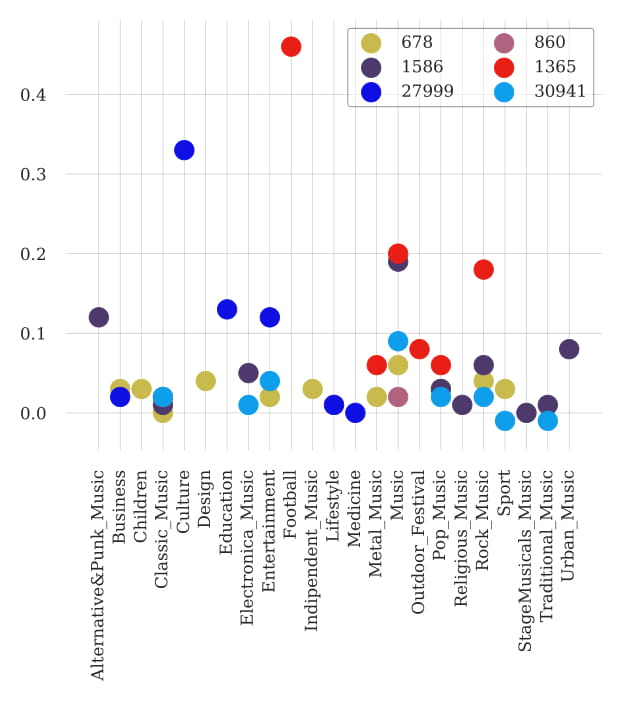 678 860
1586 1365
27999 30941
0.4
0.3
0.2
0.1
0.0
Alternative&Punk_Music
Business
Children
Classic_Music
Culture
Design
Education
Electronica_Music
Entertainment
Football
Indipendent_Music
Lifestyle
Medicine
Metal_Music
Music
Outdoor_Festival
Pop_Music
Religious_Music
Rock_Music
Sport
StageMusicals_Music
Traditional_Music
Urban_Music